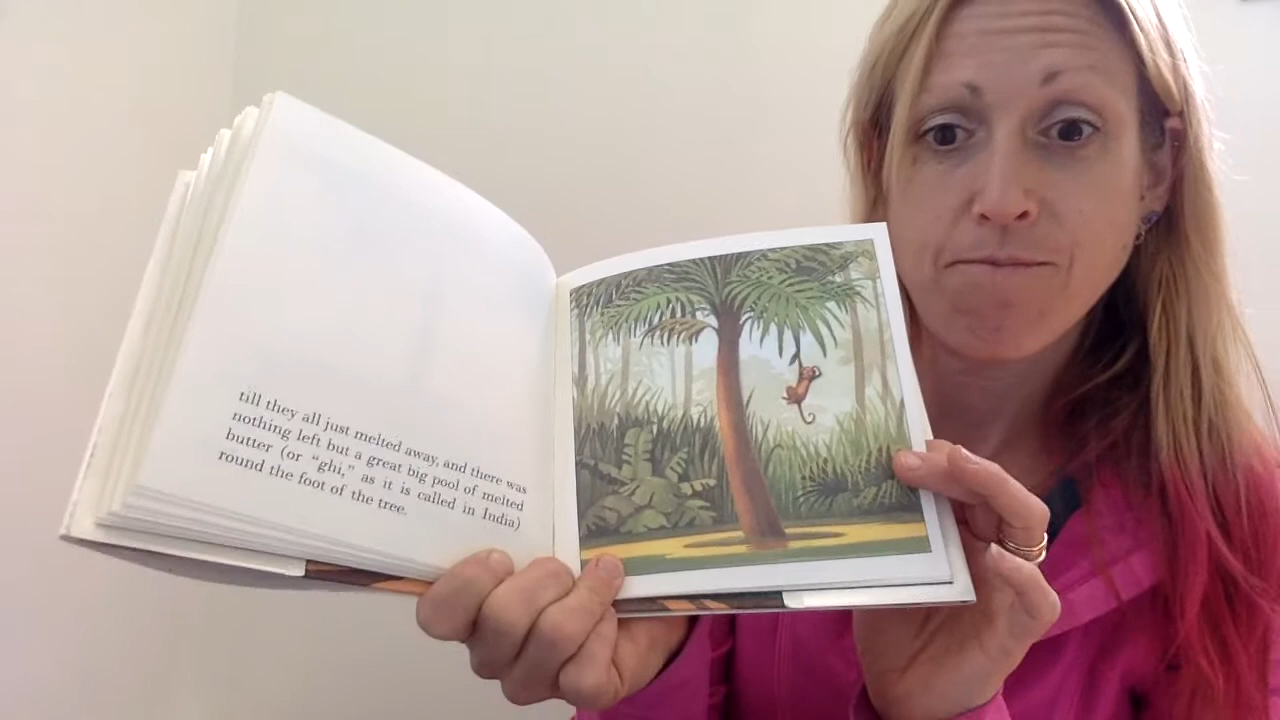 till they all just melted away, and there was
nothing left but a great big pool of melted
butter (or “ghi,” as it is called in India)
round the foot of the tree.